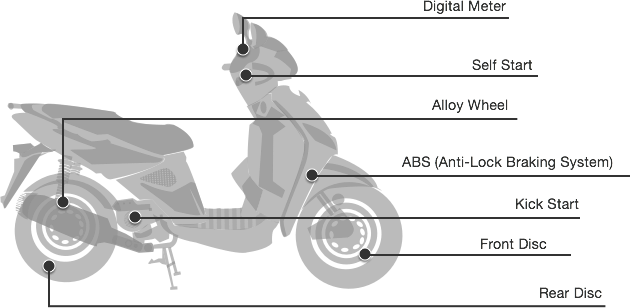 Digital Meter
Self Start
Alloy Wheel
ABS (Anti-Lock Braking System)
Kick Start
Front Disc
Rear Disc